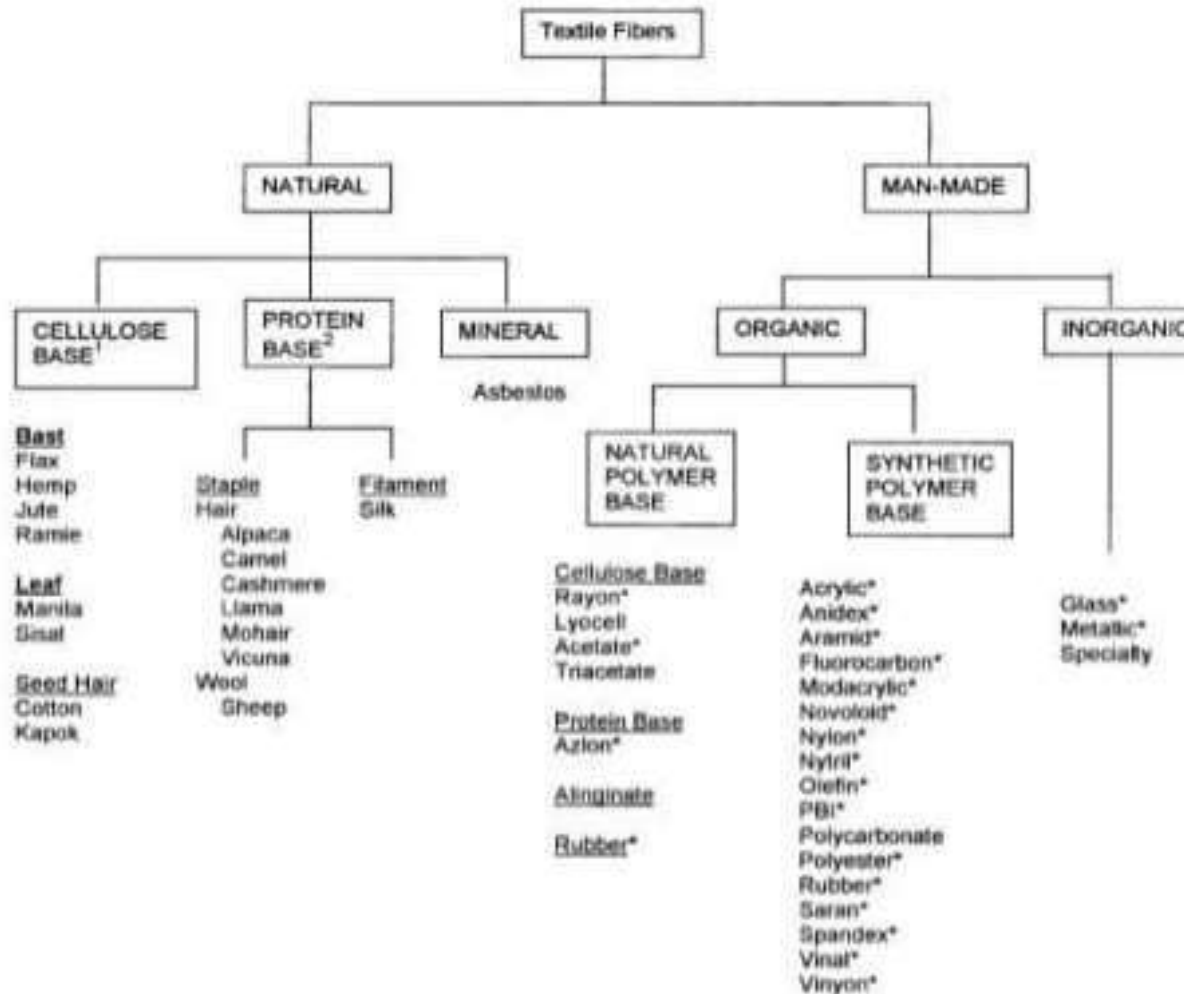 Textile Fibers
NATURAL
MAN-MADE
CELLULOSE
BASE1
PROTEIN
BASE2
MINERAL
ORGANIC
INORGANIC
Asbestos
Bast
Flax
Hemp
Jute
Ramie
Leaf
Manila
Sisal
Seed Hair
Cotton
Kapok
Staple
Hair
Alpaca
Camel
Cashmere
Llama
Mohair
Vicuna
Wool
Sheep
Filament
Silk
NATURAL
POLYMER
BASE
SYNTHETIC
POLYMER
BASE
Cellulose Base
Rayon*
Lyocell
Acetate*
Triacetate
Protein Base
Azlon*
Alinginate
Rubber*
Acrylic*
Anidex*
Aramid*
Fluorocarbon*
Modacrylic*
Novoloid*
Nylon*
Nytril*
Olefin*
PBI*
Polycarbonate
Polyester*
Rubber*
Saran*
Spandex*
Vinal*
Vinyon*
Glass*
Metallic*
Specialty